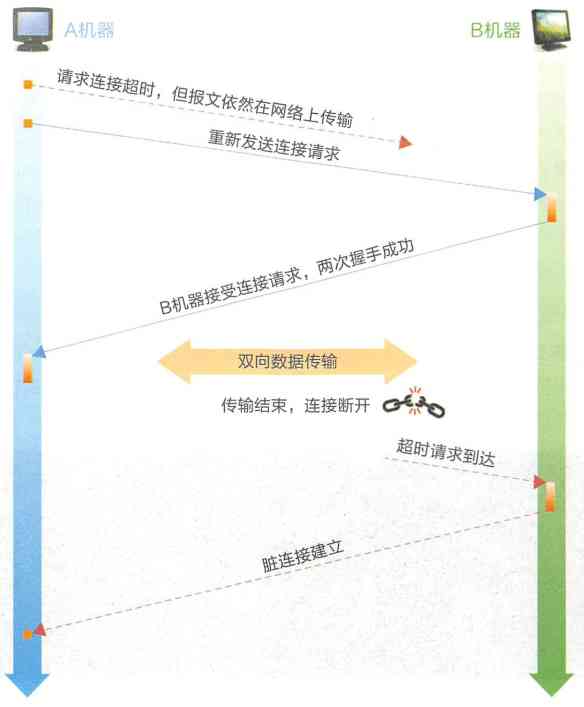 A机器
B机器
请求连接超时，但报文依然在网络上传输
重新发送连接请求
B机器接受连接请求，两次握手成功
双向数据传输
传输结束，连接断开
超时请求到达
脏连接建立